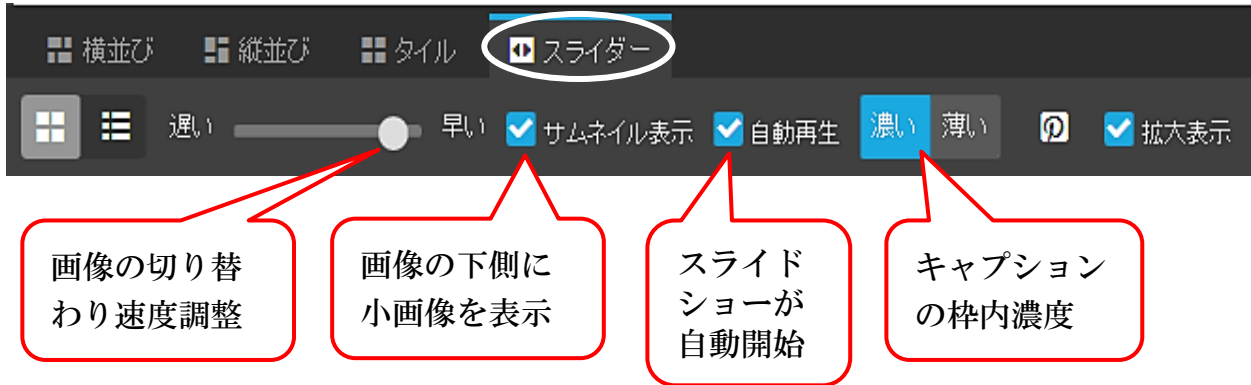 横並び 縦並び タイル スライダー
遅い 早い サムネイル表示 自動再生 濃い 薄い 拡大表示
画像の切り替
わり速度調整
画像の下側に
小画像を表示
スライド
ショーが
自動開始
キャプション
の枠内濃度